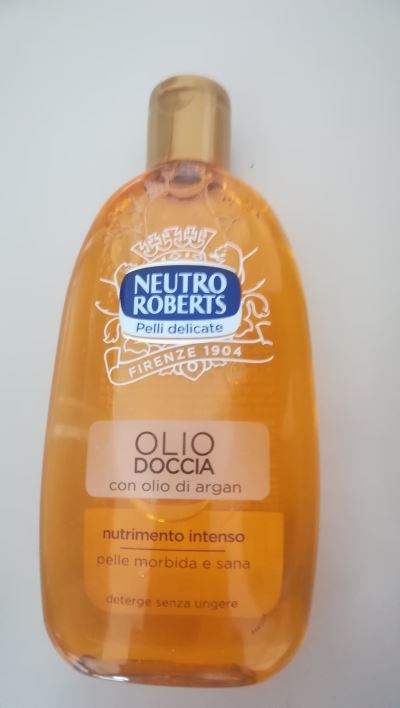 NEUTRO
ROBERTS
Pelli delicate
FIRENZE 1904
OLIO
DOCCIA
con olio di argan
nutrimento intenso
pelle morbida e sana
deterge senza ungere